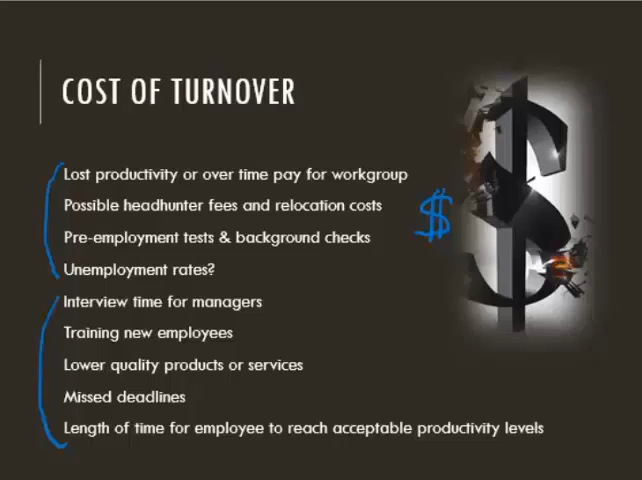 COST OF TURNOVER
Lost productivity or over time pay for workgroup
Possible headhunter fees and relocation costs
$
Pre-employment tests & background checks
Unemployment rates?
Interview time for managers
Training new employees
Lower quality products or services
Missed deadlines
Length of time for employee to reach acceptable productivity levels